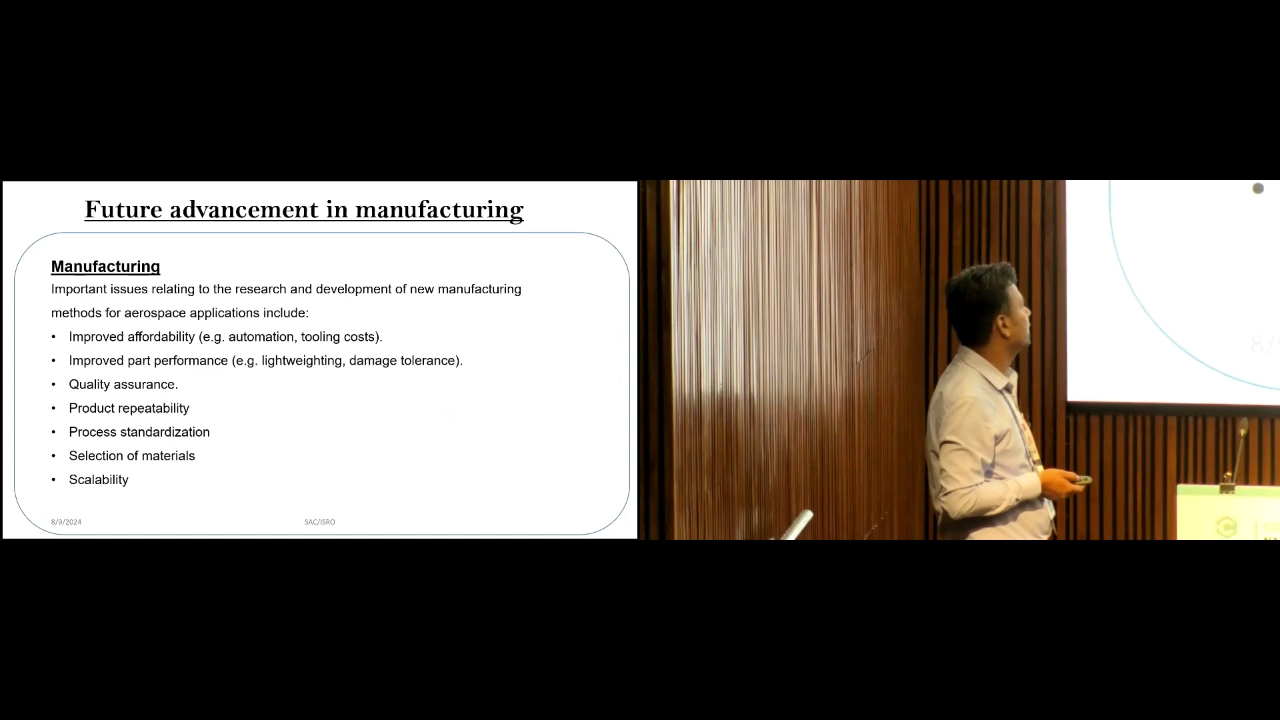 Future advancement in manufacturing
Manufacturing
Important issues relating to the research and development of new manufacturing
methods for aerospace applications include:
• Improved affordability (e.g. automation, tooling costs).
• Improved part performance (e.g. lightweighting, damage tolerance).
• Quality assurance.
• Product repeatability
• Process standardization
• Selection of materials
• Scalability
8/9/2024
SAC/ISRO